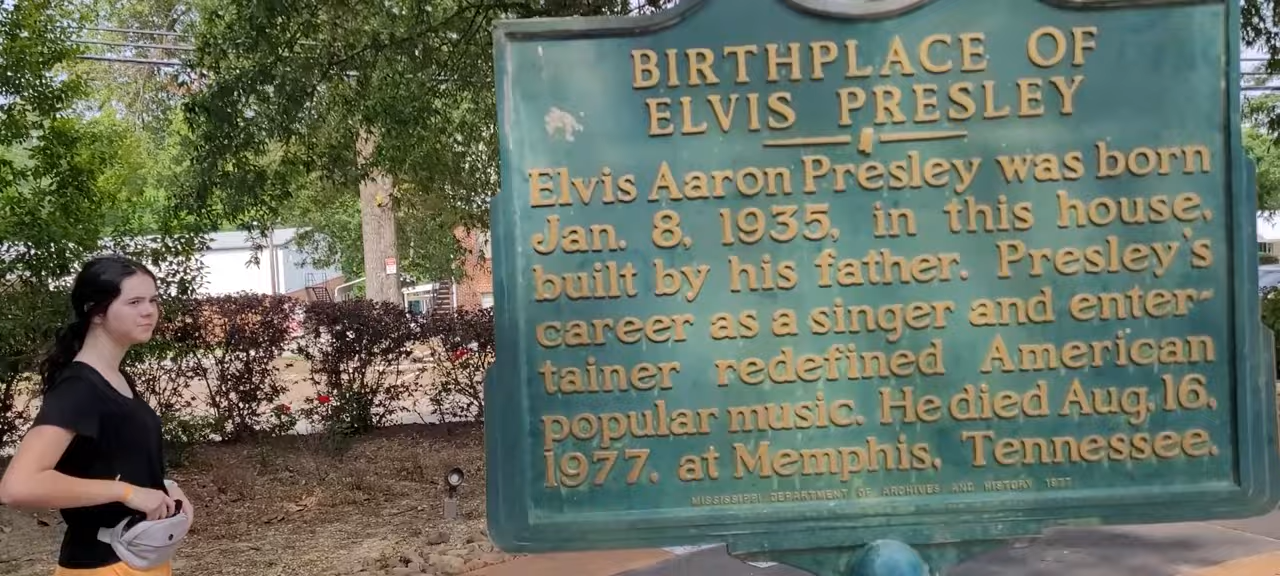 BIRTHPLACE OF
ELVIS PRESLEY
Elvis Aaron Presley was born
Jan. 8, 1935, in this house,
built by his father. Presley's
career as a singer and enter-
tainer redefined American
popular music. He died Aug. 16,
1977, at Memphis, Tennessee.
MISSISSIPPI DEPARTMENT OF ARCHIVES AND HISTORY 1977